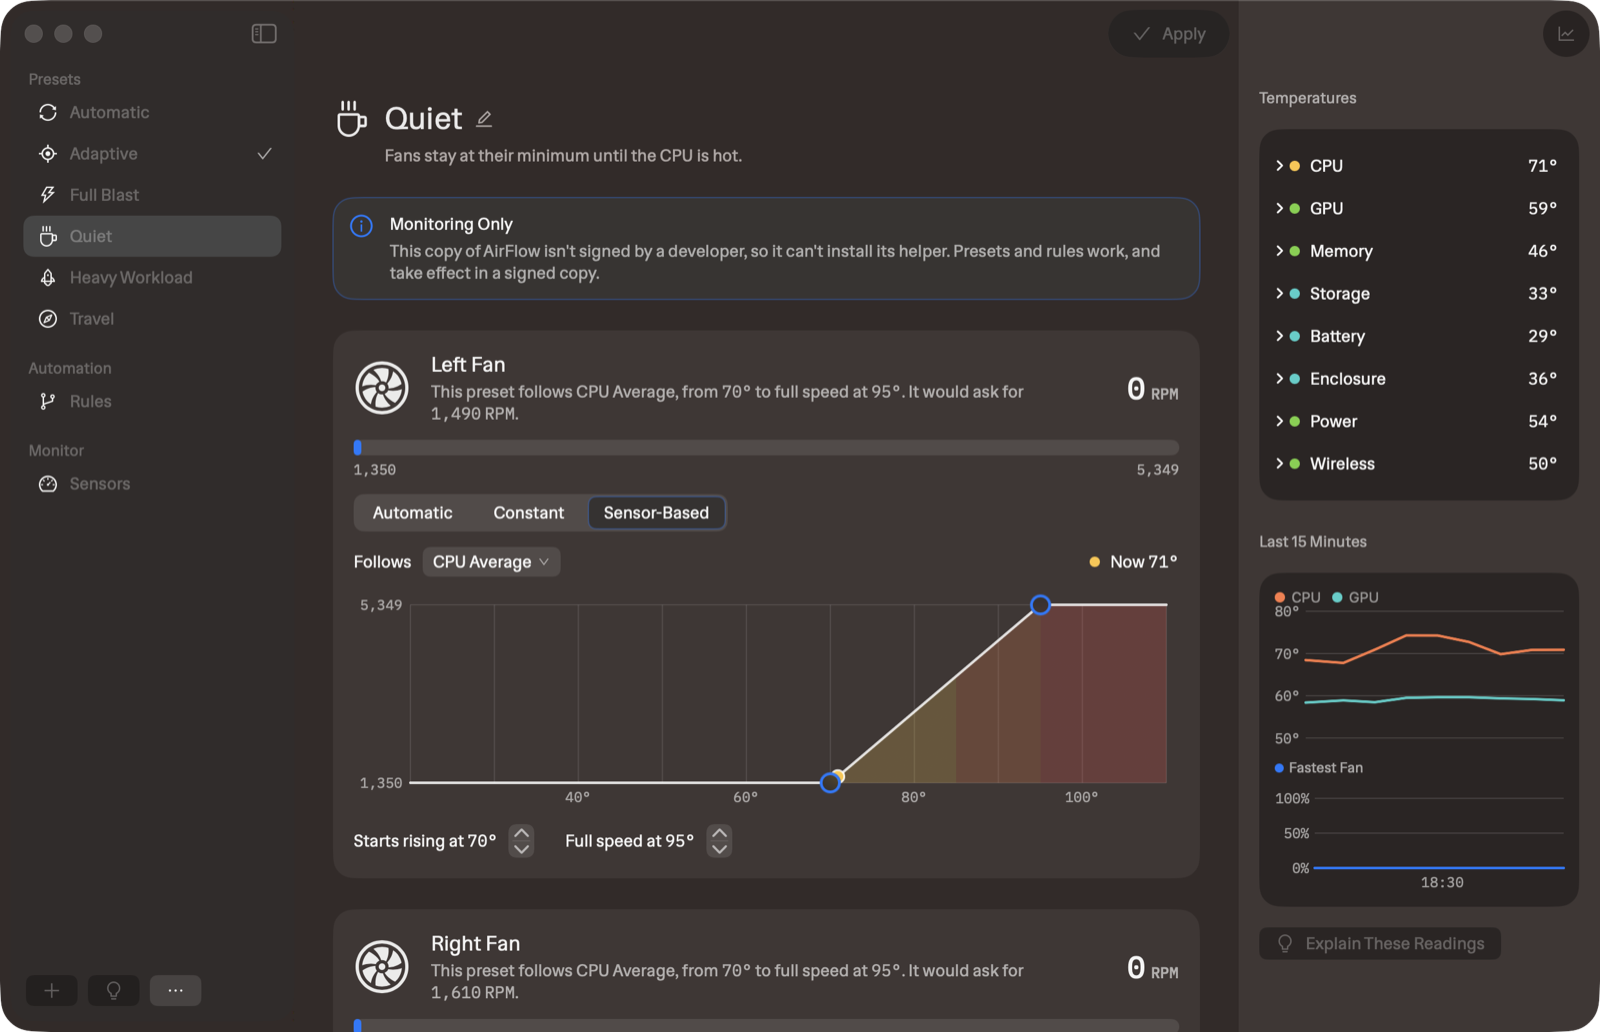 Apply
Presets
Automatic
Adaptive
Full Blast
Quiet
Heavy Workload
Travel
Automation
Rules
Monitor
Sensors
Quiet
Fans stay at their minimum until the CPU is hot.
Monitoring Only
This copy of AirFlow isn't signed by a developer, so it can't install its helper. Presets and rules work, and
take effect in a signed copy.
Left Fan
This preset follows CPU Average, from 70° to full speed at 95°. It would ask for
1,490 RPM.
0 RPM
1,350
5,349
Automatic
Constant
Sensor-Based
Follows
CPU Average
Now 71°
5,349
1,350
40°
60°
80°
100°
Starts rising at 70°
Full speed at 95°
Right Fan
This preset follows CPU Average, from 70° to full speed at 95°. It would ask for
1,610 RPM.
0 RPM
Temperatures
CPU 71°
GPU 59°
Memory 46°
Storage 33°
Battery 29°
Enclosure 36°
Power 54°
Wireless 50°
Last 15 Minutes
CPU GPU
80°
70°
60°
50°
Fastest Fan
100%
50%
0%
18:30
Explain These Readings